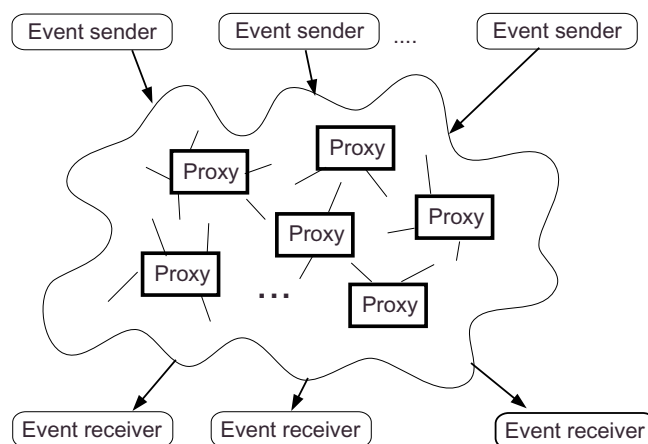 Event sender
Event sender
....
Event sender
Proxy
Proxy
Proxy
Proxy
Proxy
...
Proxy
Event receiver
Event receiver
Event receiver